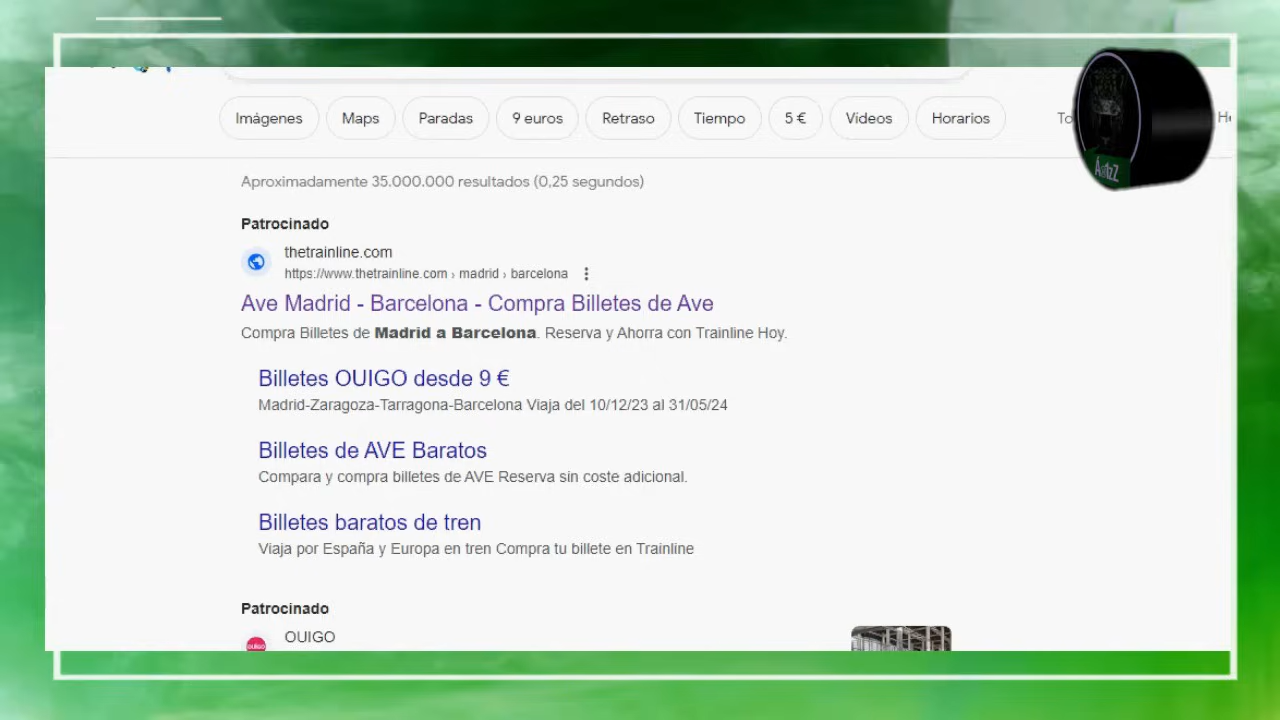 Imágenes
Maps
Paradas
9 euros
Retraso
Tiempo
5 €
Vídeos
Horarios
Aproximadamente 35.000.000 resultados (0,25 segundos)
Patrocinado
thetrainline.com
https://www.thetrainline.com › madrid › barcelona
Ave Madrid - Barcelona - Compra Billetes de Ave
Compra Billetes de Madrid a Barcelona. Reserva y Ahorra con Trainline Hoy.
Billetes OUIGO desde 9 €
Madrid-Zaragoza-Tarragona-Barcelona Viaja del 10/12/23 al 31/05/24
Billetes de AVE Baratos
Compara y compra billetes de AVE Reserva sin coste adicional.
Billetes baratos de tren
Viaja por España y Europa en tren Compra tu billete en Trainline
Patrocinado
OUIGO